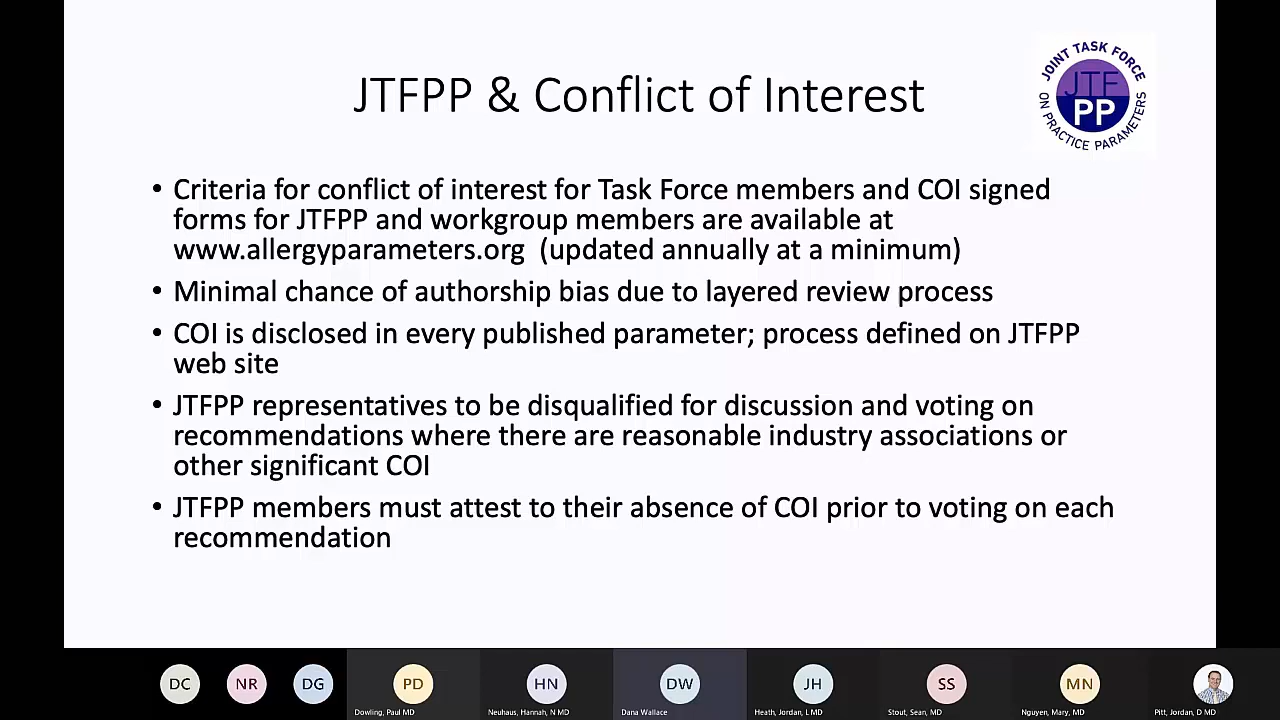 JTFPP & Conflict of Interest
JOINT TASK FORCE
JTF
PP
ON PRACTICE PARAMETERS
• Criteria for conflict of interest for Task Force members and COI signed
forms for JTFPP and workgroup members are available at
www.allergyparameters.org (updated annually at a minimum)
• Minimal chance of authorship bias due to layered review process
• COI is disclosed in every published parameter; process defined on JTFPP
web site
• JTFPP representatives to be disqualified for discussion and voting on
recommendations where there are reasonable industry associations or
other significant COI
• JTFPP members must attest to their absence of COI prior to voting on each
recommendation
DC NR DG PD HN DW JH SS MN
Dowling, Paul MD Neuhaus, Hannah, N MD Dana Wallace Heath, Jordan, L MD Stout, Sean, MD Nguyen, Mary, MD Pitt, Jordan, D MD